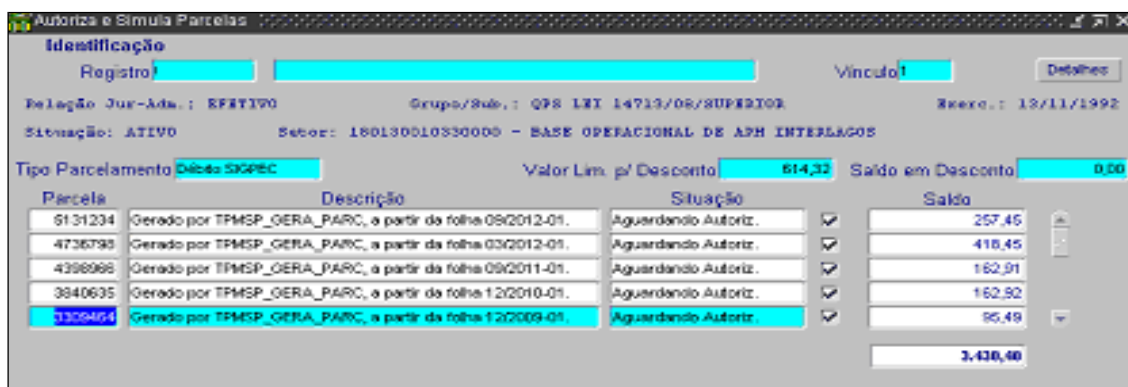 Autoriza e Simula Parcelas
Identificação
Registro Vínculo 1 Detalhes
Relação Jur-Adm.: EFETIVO Grupo/Sub.: QPS LEI 14713/08/SUPERIOR Exerc.: 13/11/1992
Situação: ATIVO Setor: 180130010330000 - BASE OPERACIONAL DE APH INTERLAGOS
Tipo Parcelamento Débito SIGPEC Valor Lim. p/ Desconto 614,32 Saldo em Desconto 0,00
Parcela Descrição Situação Saldo
5131234 Gerado por TPMSP_GERA_PARC, a partir da folha 09/2012-01. Aguardando Autoriz. 257,45
4736798 Gerado por TPMSP_GERA_PARC, a partir da folha 03/2012-01. Aguardando Autoriz. 418,45
4398966 Gerado por TPMSP_GERA_PARC, a partir da folha 09/2011-01. Aguardando Autoriz. 162,91
3840635 Gerado por TPMSP_GERA_PARC, a partir da folha 12/2010-01. Aguardando Autoriz. 162,92
3309464 Gerado por TPMSP_GERA_PARC, a partir da folha 12/2009-01. Aguardando Autoriz. 95,49
3.430,40